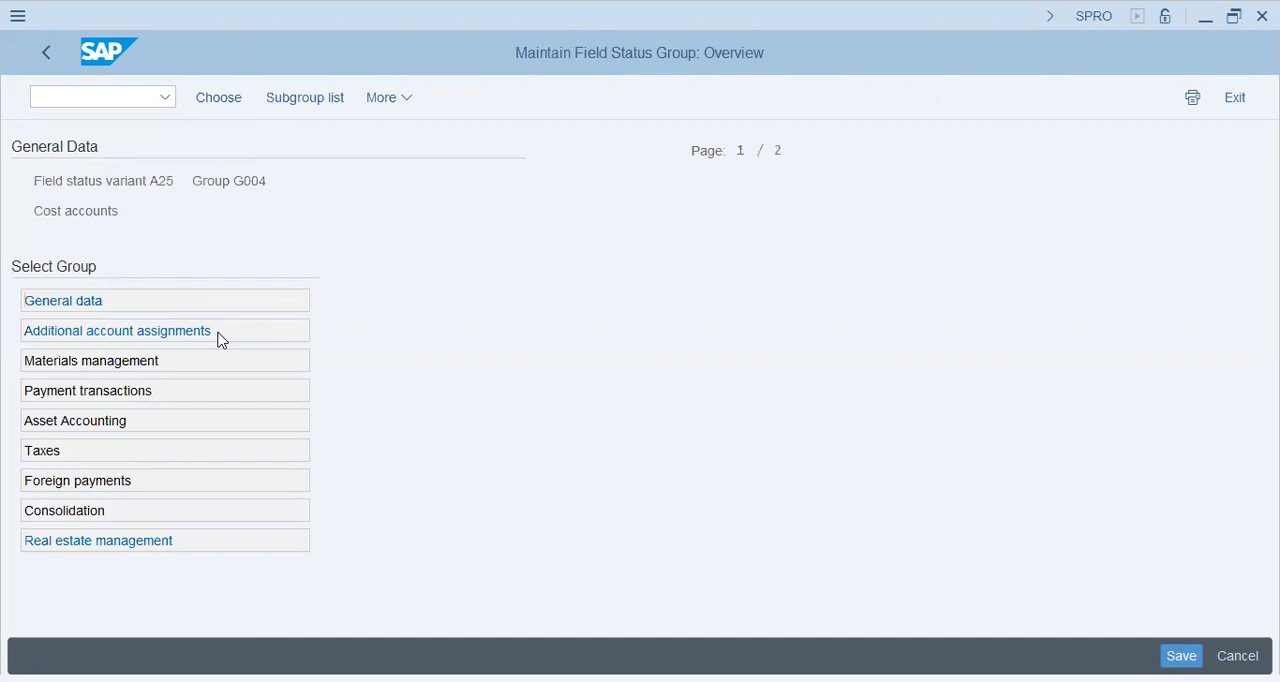 SPRO
SAP
Maintain Field Status Group: Overview
Choose
Subgroup list
More
Exit
General Data
Page: 1 / 2
Field status variant A25 Group G004
Cost accounts
Select Group
General data
Additional account assignments
Materials management
Payment transactions
Asset Accounting
Taxes
Foreign payments
Consolidation
Real estate management
Save
Cancel